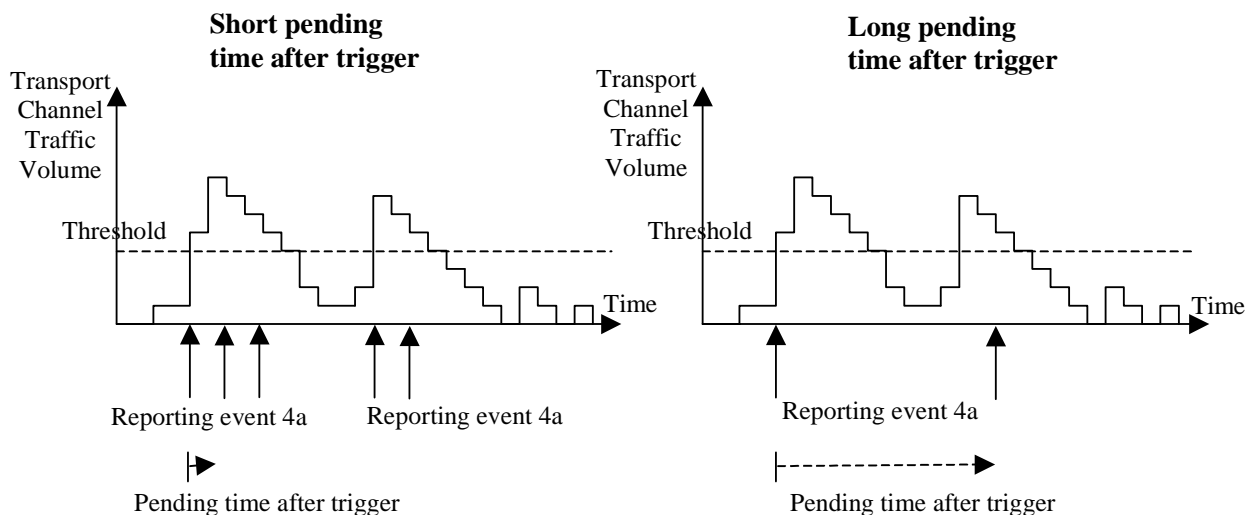 Short pending
time after trigger
Transport
Channel
Traffic
Volume
Threshold
Time
Reporting event 4a
Reporting event 4a
Pending time after trigger
Long pending
time after trigger
Transport
Channel
Traffic
Volume
Threshold
Time
Reporting event 4a
Pending time after trigger